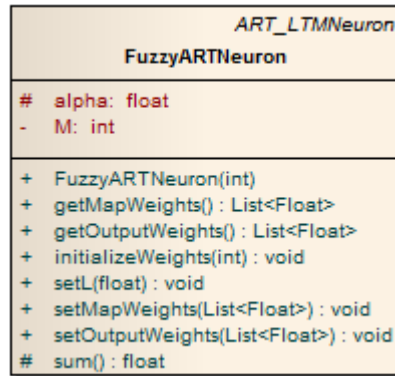 ART_LTMNeuron
FuzzyARTNeuron
# alpha: float
- M: int
+ FuzzyARTNeuron(int)
+ getMapWeights() : List<Float>
+ getOutputWeights() : List<Float>
+ initializeWeights(int) : void
+ setL(float) : void
+ setMapWeights(List<Float>) : void
+ setOutputWeights(List<Float>) : void
# sum() : float